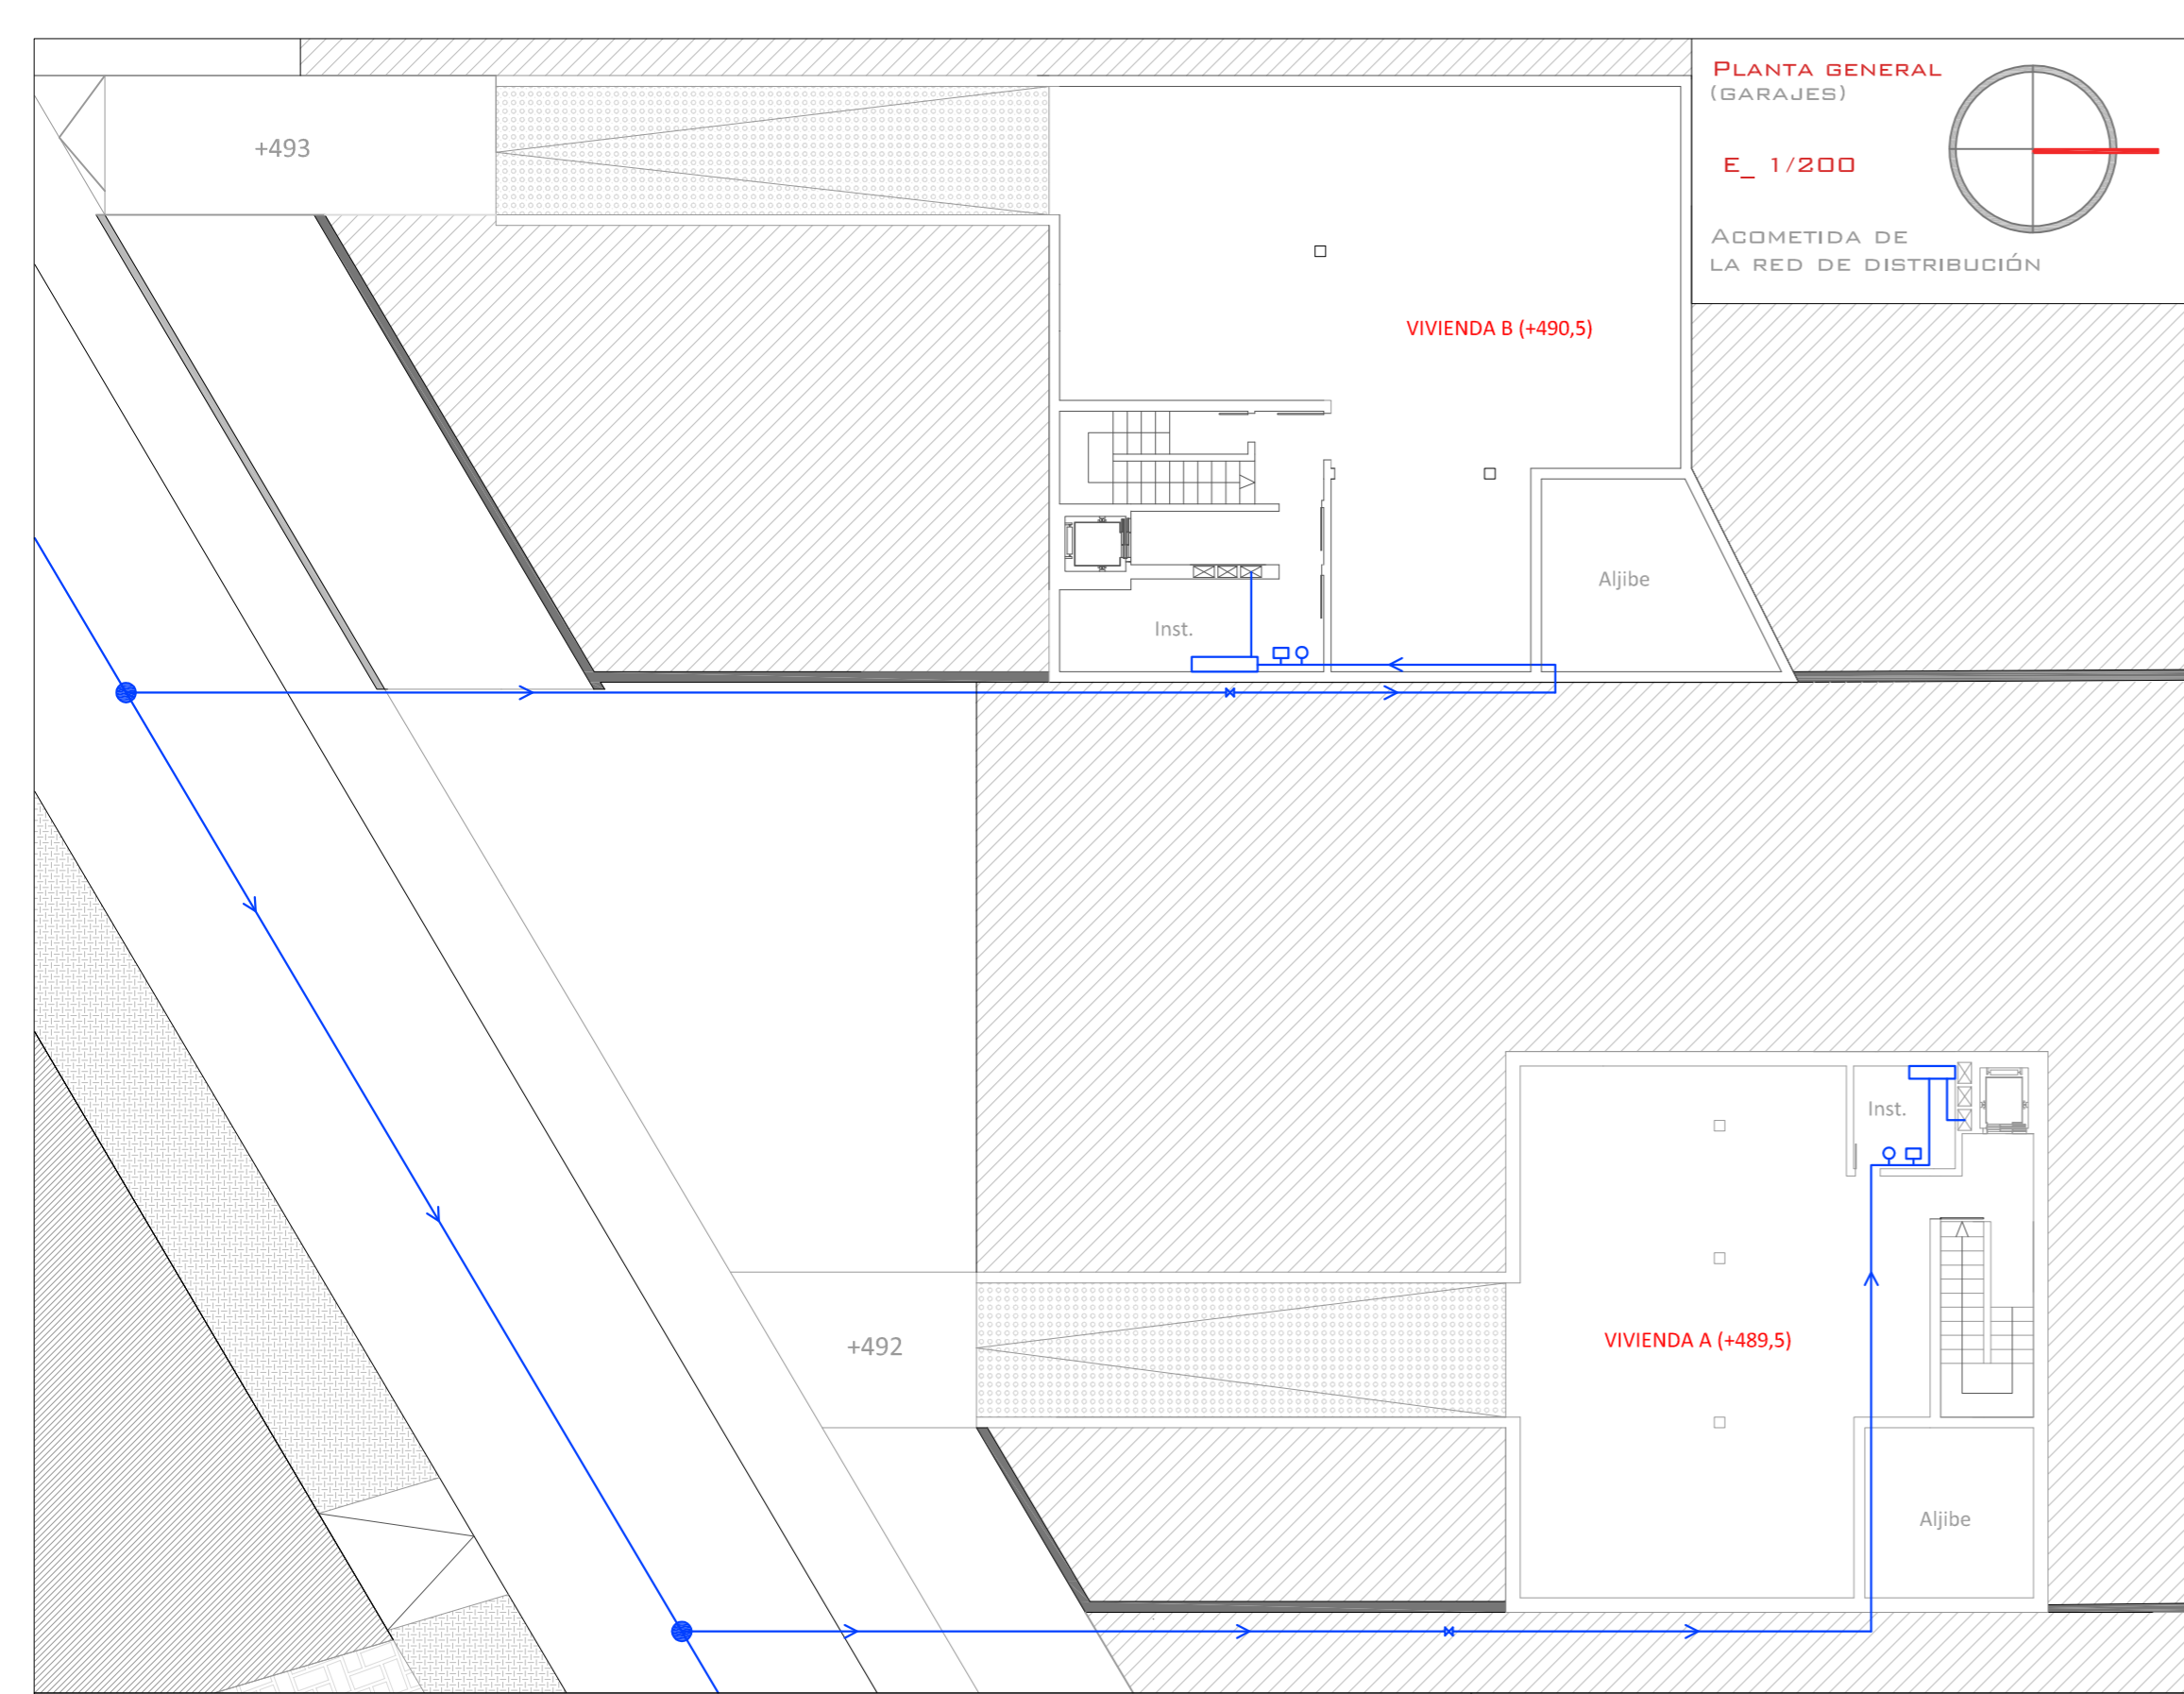 PLANTA GENERAL
(GARAJES)
E_ 1/200
ACOMETIDA DE
LA RED DE DISTRIBUCIÓN
+493
VIVIENDA B (+490,5)
Aljibe
Inst.
Inst.
+492
VIVIENDA A (+489,5)
Aljibe